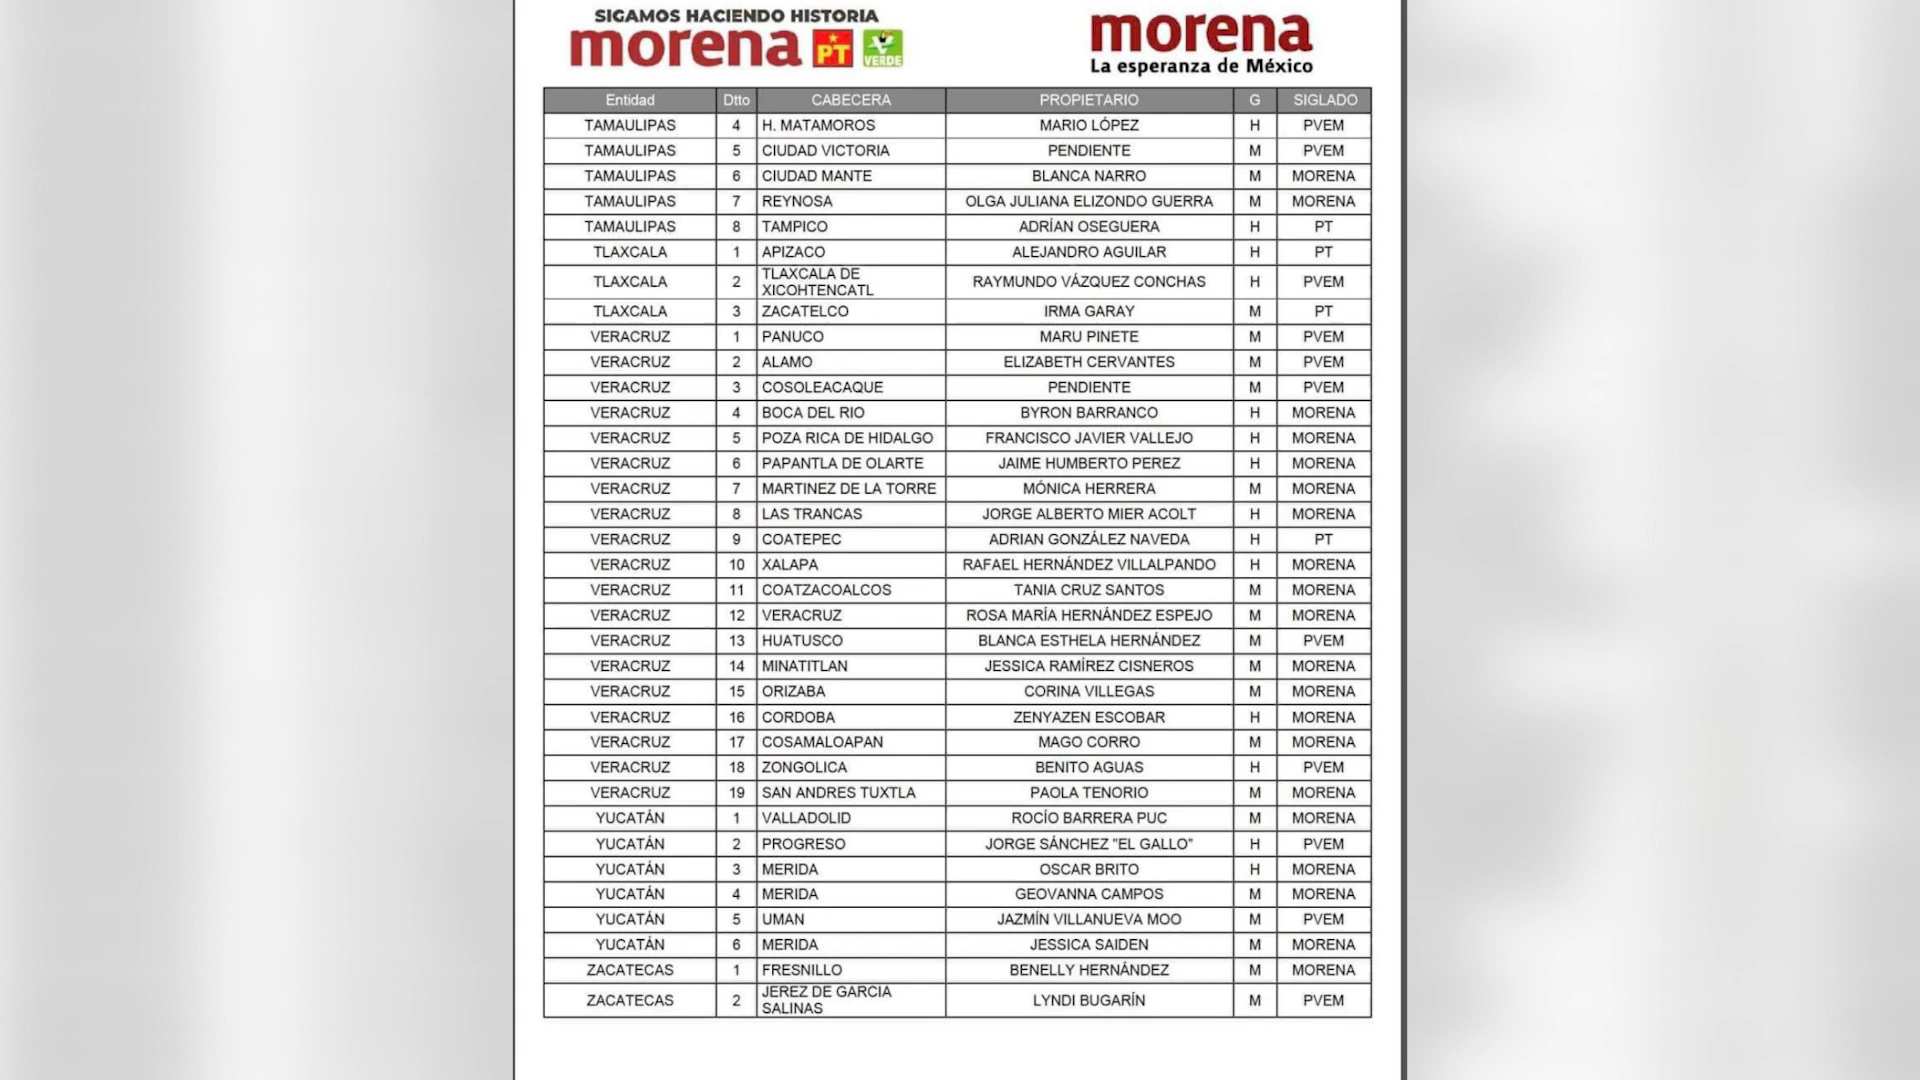 SIGAMOS HACIENDO HISTORIA
morena PT VERDE
morena
La esperanza de México
Entidad Dtto CABECERA PROPIETARIO G SIGLADO
TAMAULIPAS 4 H. MATAMOROS MARIO LÓPEZ H PVEM
TAMAULIPAS 5 CIUDAD VICTORIA PENDIENTE M PVEM
TAMAULIPAS 6 CIUDAD MANTE BLANCA NARRO M MORENA
TAMAULIPAS 7 REYNOSA OLGA JULIANA ELIZONDO GUERRA M MORENA
TAMAULIPAS 8 TAMPICO ADRÍAN OSEGUERA H PT
TLAXCALA 1 APIZACO ALEJANDRO AGUILAR H PT
TLAXCALA 2 TLAXCALA DE XICOHTENCATL RAYMUNDO VÁZQUEZ CONCHAS H PVEM
TLAXCALA 3 ZACATELCO IRMA GARAY M PT
VERACRUZ 1 PANUCO MARU PINETE M PVEM
VERACRUZ 2 ALAMO ELIZABETH CERVANTES M PVEM
VERACRUZ 3 COSOLEACAQUE PENDIENTE M PVEM
VERACRUZ 4 BOCA DEL RIO BYRON BARRANCO H MORENA
VERACRUZ 5 POZA RICA DE HIDALGO FRANCISCO JAVIER VALLEJO H MORENA
VERACRUZ 6 PAPANTLA DE OLARTE JAIME HUMBERTO PEREZ H MORENA
VERACRUZ 7 MARTINEZ DE LA TORRE MÓNICA HERRERA M MORENA
VERACRUZ 8 LAS TRANCAS JORGE ALBERTO MIER ACOLT H MORENA
VERACRUZ 9 COATEPEC ADRIAN GONZÁLEZ NAVEDA H PT
VERACRUZ 10 XALAPA RAFAEL HERNÁNDEZ VILLALPANDO H MORENA
VERACRUZ 11 COATZACOALCOS TANIA CRUZ SANTOS M MORENA
VERACRUZ 12 VERACRUZ ROSA MARÍA HERNÁNDEZ ESPEJO M MORENA
VERACRUZ 13 HUATUSCO BLANCA ESTHELA HERNÁNDEZ M PVEM
VERACRUZ 14 MINATITLAN JESSICA RAMÍREZ CISNEROS M MORENA
VERACRUZ 15 ORIZABA CORINA VILLEGAS M MORENA
VERACRUZ 16 CORDOBA ZENYAZEN ESCOBAR H MORENA
VERACRUZ 17 COSAMALOAPAN MAGO CORRO M MORENA
VERACRUZ 18 ZONGOLICA BENITO AGUAS H PVEM
VERACRUZ 19 SAN ANDRES TUXTLA PAOLA TENORIO M MORENA
YUCATÁN 1 VALLADOLID ROCÍO BARRERA PUC M MORENA
YUCATÁN 2 PROGRESO JORGE SÁNCHEZ "EL GALLO" H PVEM
YUCATÁN 3 MERIDA OSCAR BRITO H MORENA
YUCATÁN 4 MERIDA GEOVANNA CAMPOS M MORENA
YUCATÁN 5 UMAN JAZMÍN VILLANUEVA MOO M PVEM
YUCATÁN 6 MERIDA JESSICA SAIDEN M MORENA
ZACATECAS 1 FRESNILLO BENELLY HERNÁNDEZ M MORENA
ZACATECAS 2 JEREZ DE GARCIA SALINAS LYNDI BUGARÍN M PVEM